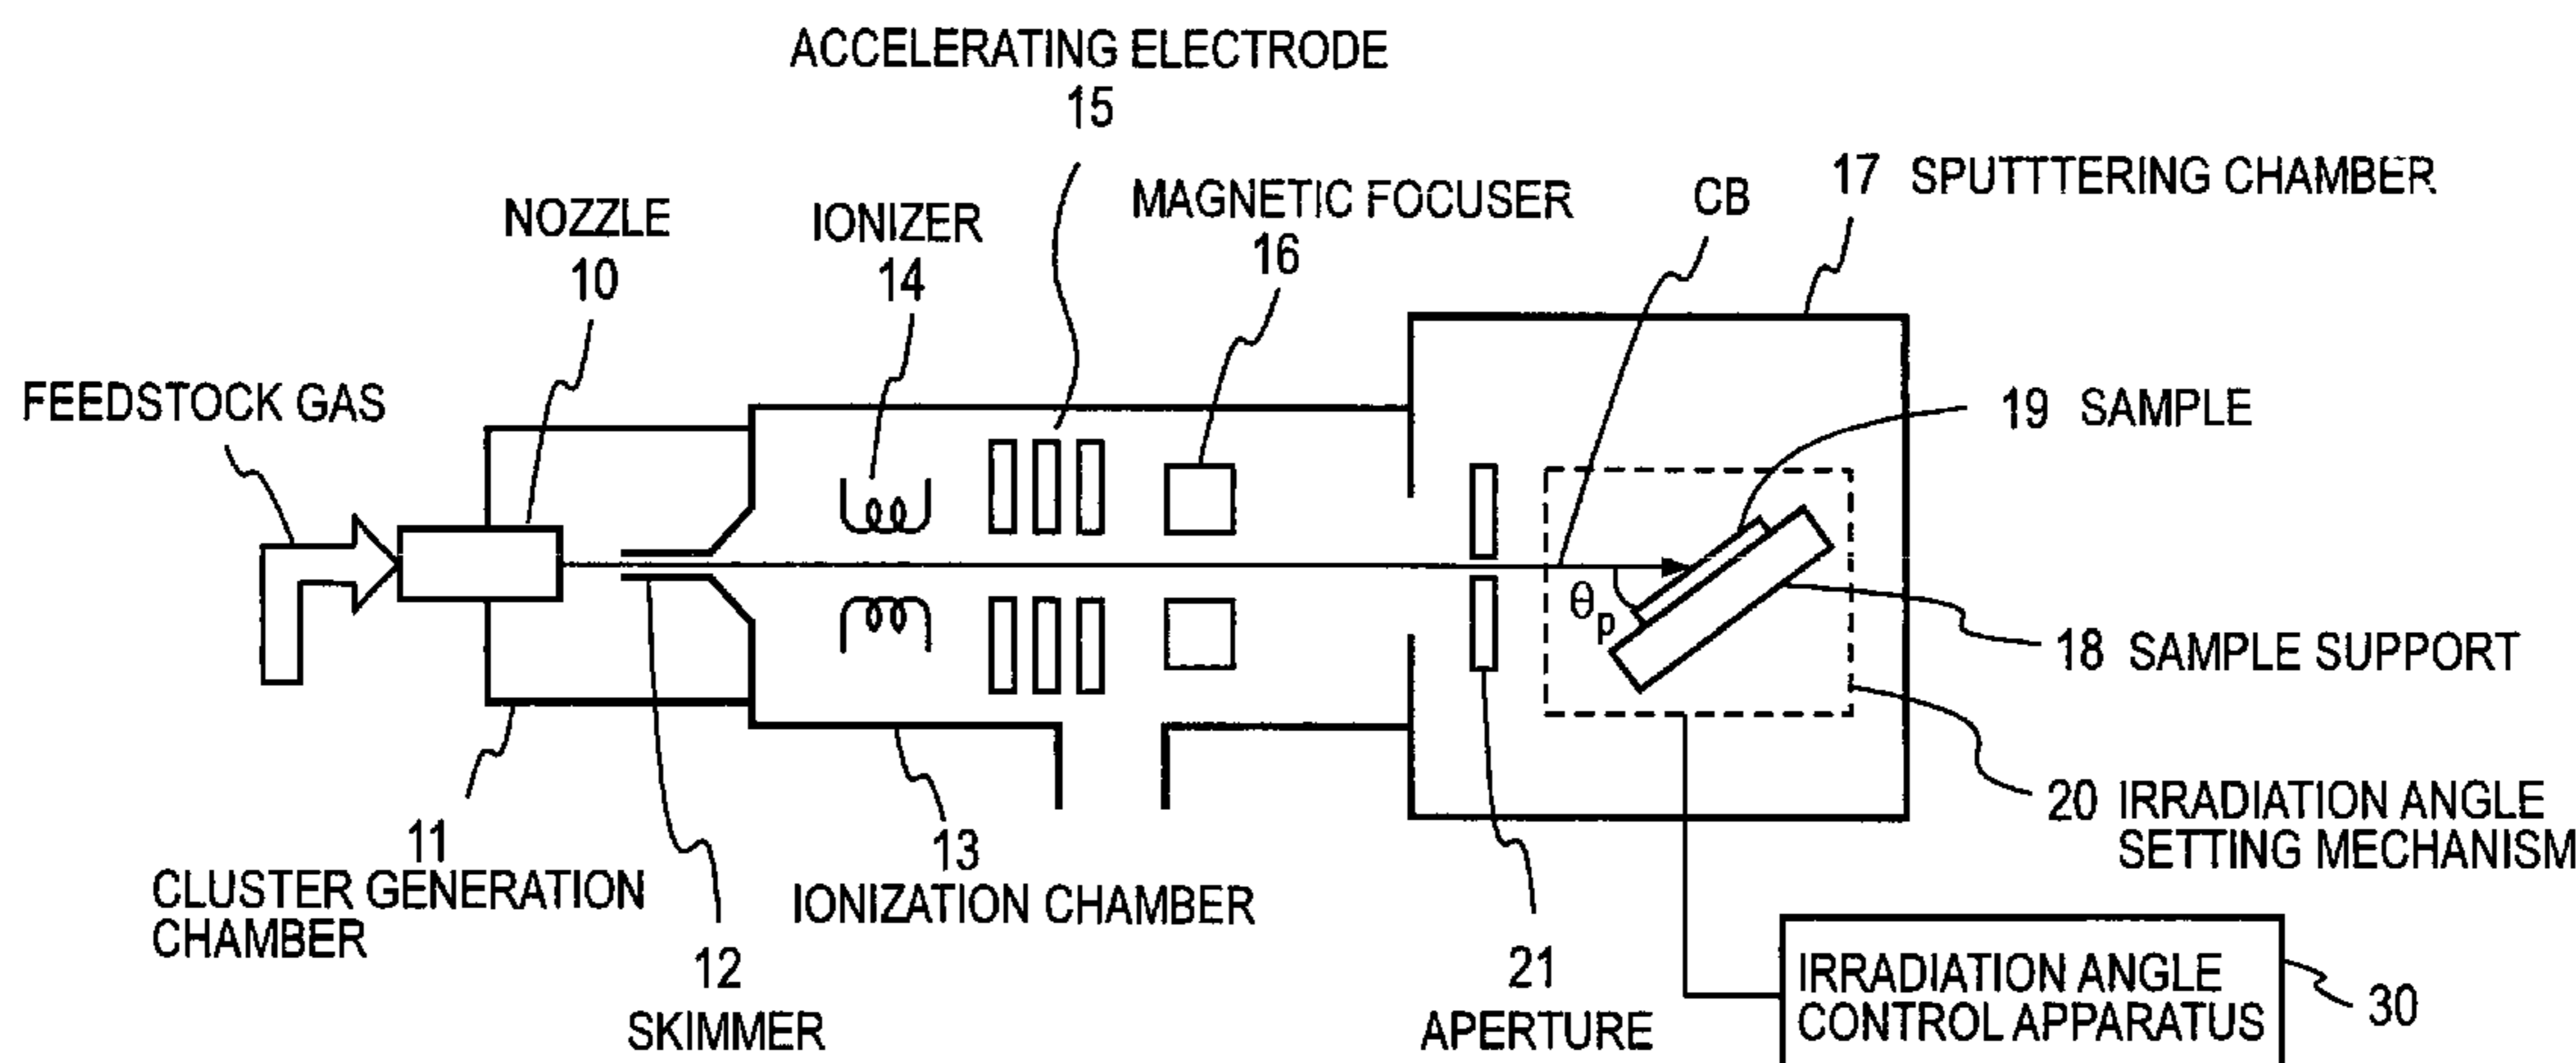 ACCELERATING ELECTRODE
15
17 SPUTTTERING CHAMBER
MAGNETIC FOCUSER
16
CB
NOZZLE
10
IONIZER
14
FEEDSTOCK GAS
19 SAMPLE
θp
18 SAMPLE SUPPORT
20 IRRADIATION ANGLE
SETTING MECHANISM
11
CLUSTER GENERATION
CHAMBER
13
IONIZATION CHAMBER
12
SKIMMER
21
APERTURE
IRRADIATION ANGLE
CONTROL APPARATUS
30